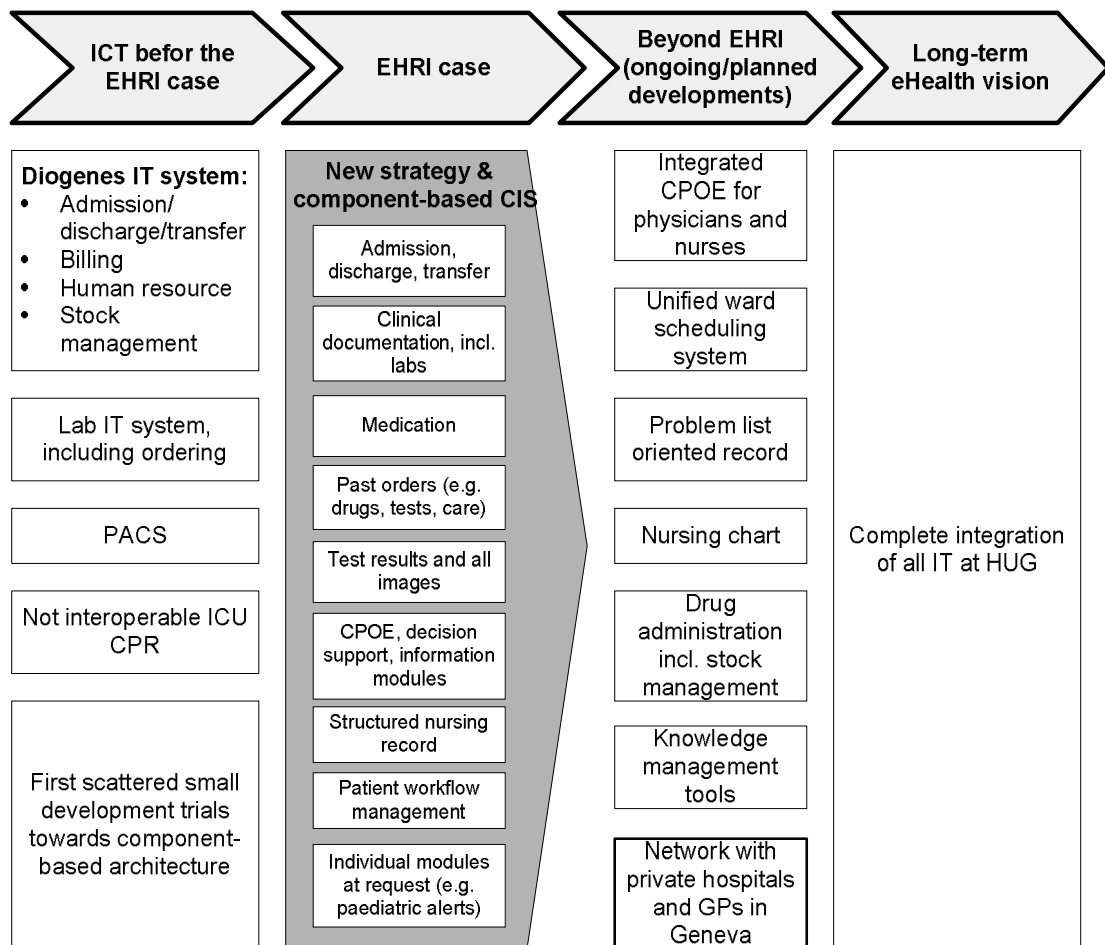 ICT befor the
EHRI case
EHRI case
Beyond EHRI
(ongoing/planned
developments)
Long-term
eHealth vision
Diogenes IT system:
• Admission/
discharge/transfer
• Billing
• Human resource
• Stock
management
Lab IT system,
including ordering
PACS
Not interoperable ICU
CPR
First scattered small
development trials
towards component-
based architecture
New strategy &
component-based CIS
Admission,
discharge, transfer
Clinical
documentation, incl.
labs
Medication
Past orders (e.g.
drugs, tests, care)
Test results and all
images
CPOE, decision
support, information
modules
Structured nursing
record
Patient workflow
management
Individual modules
at request (e.g.
paediatric alerts)
Integrated
CPOE for
physicians and
nurses
Unified ward
scheduling
system
Problem list
oriented record
Nursing chart
Drug
administration
incl. stock
management
Knowledge
management
tools
Network with
private hospitals
and GPs in
Geneva
Complete integration
of all IT at HUG